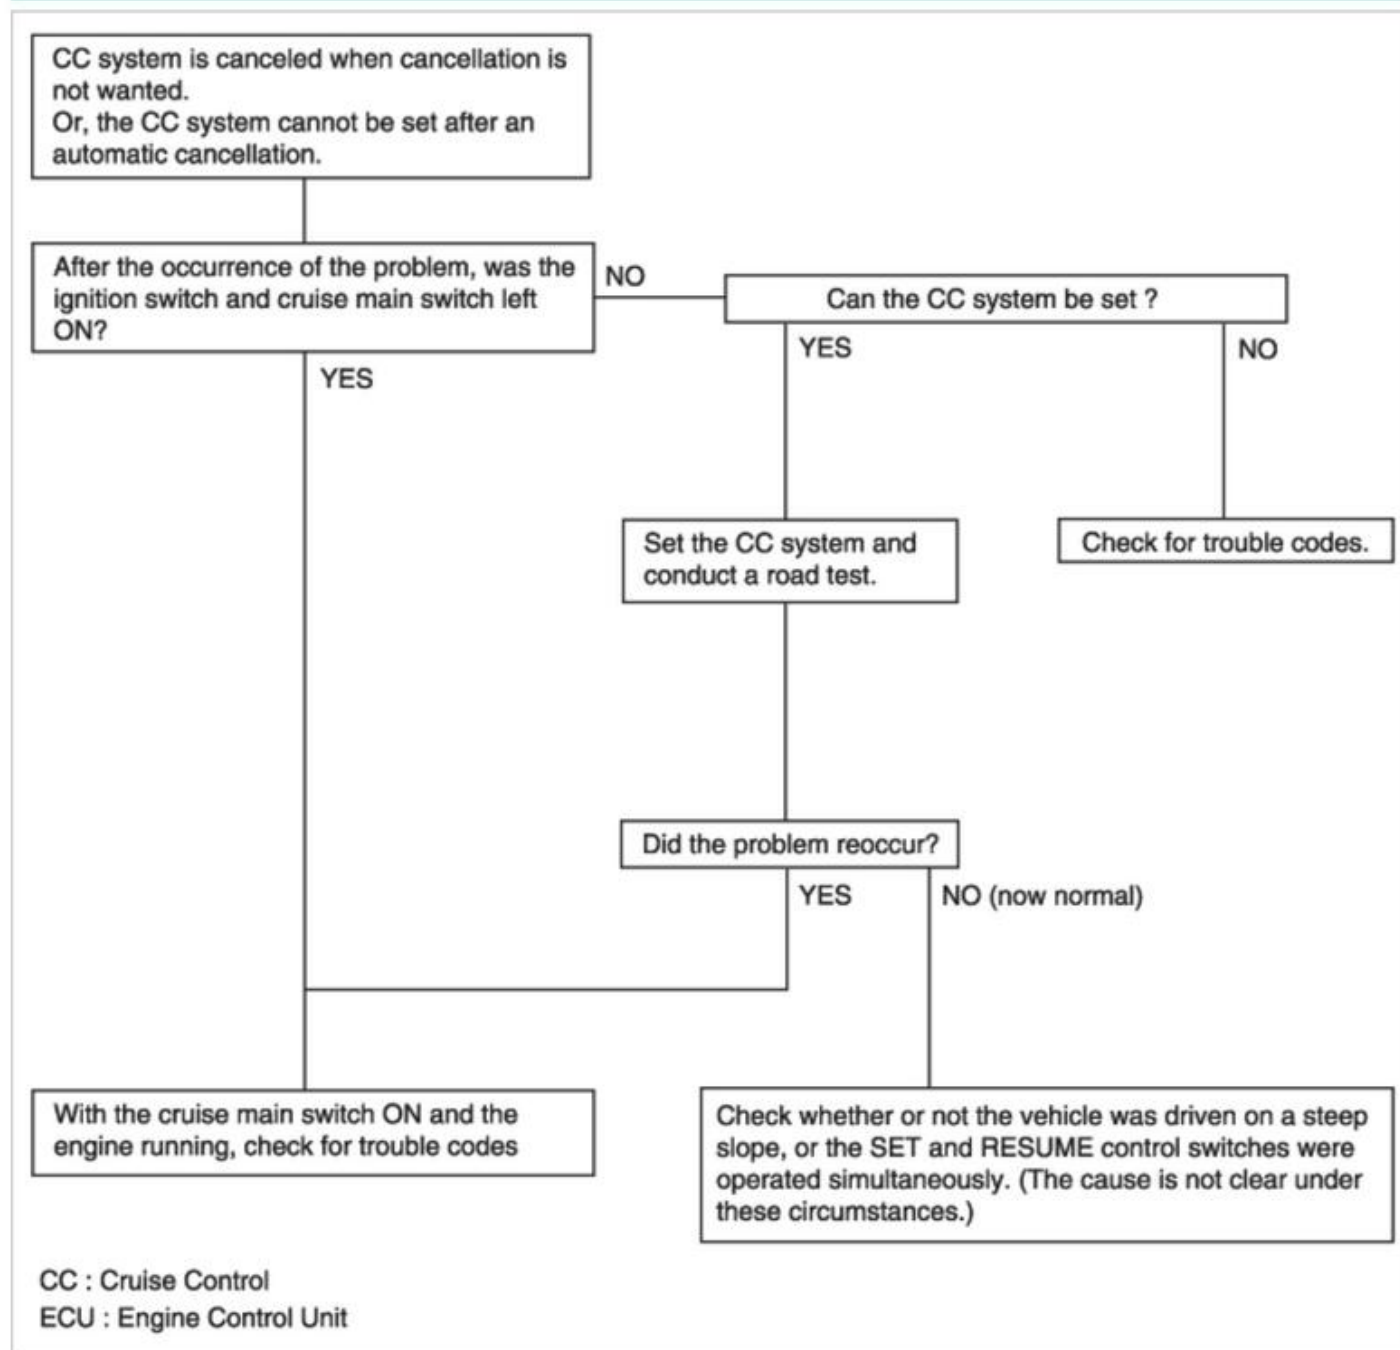 CC system is canceled when cancellation is
not wanted.
Or, the CC system cannot be set after an
automatic cancellation.
After the occurrence of the problem, was the
ignition switch and cruise main switch left
ON?
NO
Can the CC system be set ?
YES
YES
NO
Set the CC system and
conduct a road test.
Check for trouble codes.
Did the problem reoccur?
YES
NO (now normal)
With the cruise main switch ON and the
engine running, check for trouble codes
Check whether or not the vehicle was driven on a steep
slope, or the SET and RESUME control switches were
operated simultaneously. (The cause is not clear under
these circumstances.)
CC : Cruise Control
ECU : Engine Control Unit